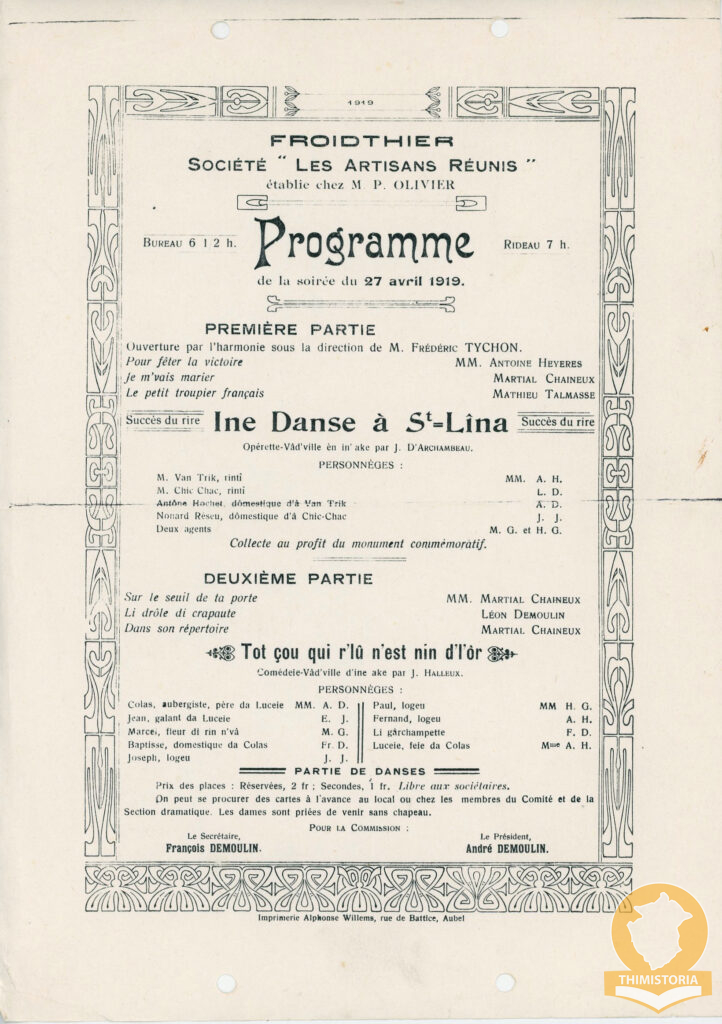 1919
FROIDTHIER
SOCIÉTÉ " LES ARTISANS RÉUNIS "
établie chez M. P. OLIVIER
BUREAU 6 1 2 h.
Programme
RIDEAU 7 h.
de la soirée du 27 avril 1919.
PREMIÈRE PARTIE
Ouverture par l'harmonie sous la direction de M. FRÉDÉRIC TYCHON.
Pour fêter la victoire MM. ANTOINE HEYERES
Je m'vais marier MARTIAL CHAINEUX
Le petit troupier français MATHIEU TALMASSE
Succès du rire Ine Danse à St=Lîna Succès du rire
Opérette-Vâd'ville èn in' ake par J. D'ARCHAMBEAU.
PERSONNÈGES :
M. Van Trik, rinti MM. A. H.
M. Chic Chac, rinti L. D.
Antône Hochet, dômestique d'à Van Trik A. D.
Nonard Réseu, dômestique d'à Chic-Chac J. J.
Deux agents M. G. et H. G.
Collecte au profit du monument commémoratif.
DEUXIÈME PARTIE
Sur le seuil de ta porte MM. MARTIAL CHAINEUX
Li drôle di crapaute LÉON DEMOULIN
Dans son répertoire MARTIAL CHAINEUX
Tot çou qui r'lû n'est nin d'l'ôr
Comèdeie-Vâd'ville d'ine ake par J. HALLEUX.
PERSONNÈGES :
Colas, aubergiste, père da Luceie MM. A. D.
Jean, galant da Luceie E. J.
Marcel, fleur di rin n'vâ M. G.
Baptisse, domestique da Colas Fr. D.
Joseph, logeu J. J.
Paul, logeu MM H. G.
Fernand, logeu A. H.
Li gârchampette F. D.
Luceie, feie da Colas Mme A. H.
PARTIE DE DANSES
Prix des places : Réservées, 2 fr ; Secondes, 1 fr. Libre aux sociétaires.
On peut se procurer des cartes à l'avance au local ou chez les membres du Comité et de la
Section dramatique. Les dames sont priées de venir sans chapeau.
POUR LA COMMISSION :
Le Secrétaire,
François DEMOULIN.
Le Président,
André DEMOULIN.
Imprimerie Alphonse Willems, rue de Battice, Aubel
THIMISTORIA